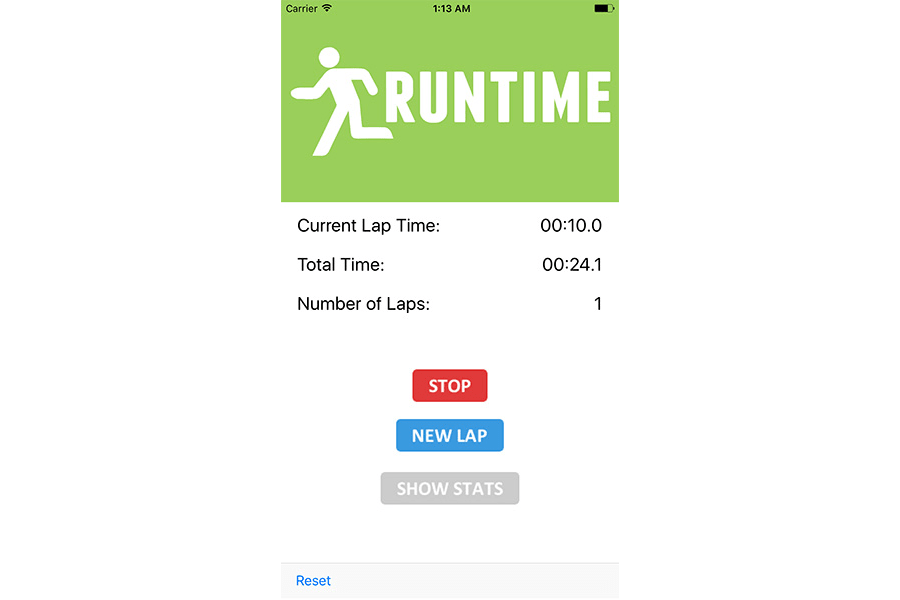 Carrier 1:13 AM
RUNTIME
Current Lap Time: 00:10.0
Total Time: 00:24.1
Number of Laps: 1
STOP
NEW LAP
SHOW STATS
Reset